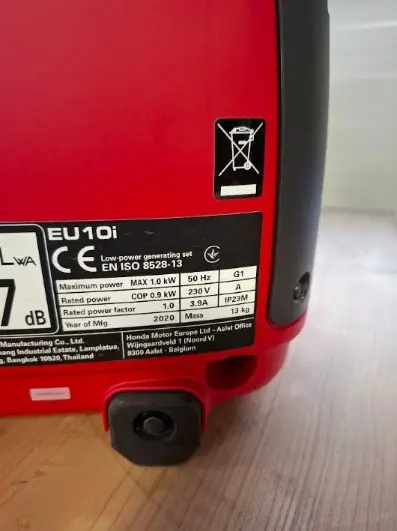 EU10i
LWA
Low-power generating set
CE EN ISO 8528-13
Maximum power MAX 1.0 kW 50 Hz G1
Rated power COP 0.9 kW 230 V A
Rated power factor 1.0 3.9A IP23M
Year of Mfg. 2020 Mass 13 kg
7 dB
Manufacturing Co., Ltd.
Industrial Estate, Lamplatue,
Bangkok 10520, Thailand
Honda Motor Europe Ltd - Aalst Office
Wijngaardveld 1 (Noord V)
9300 Aalst - Belgium